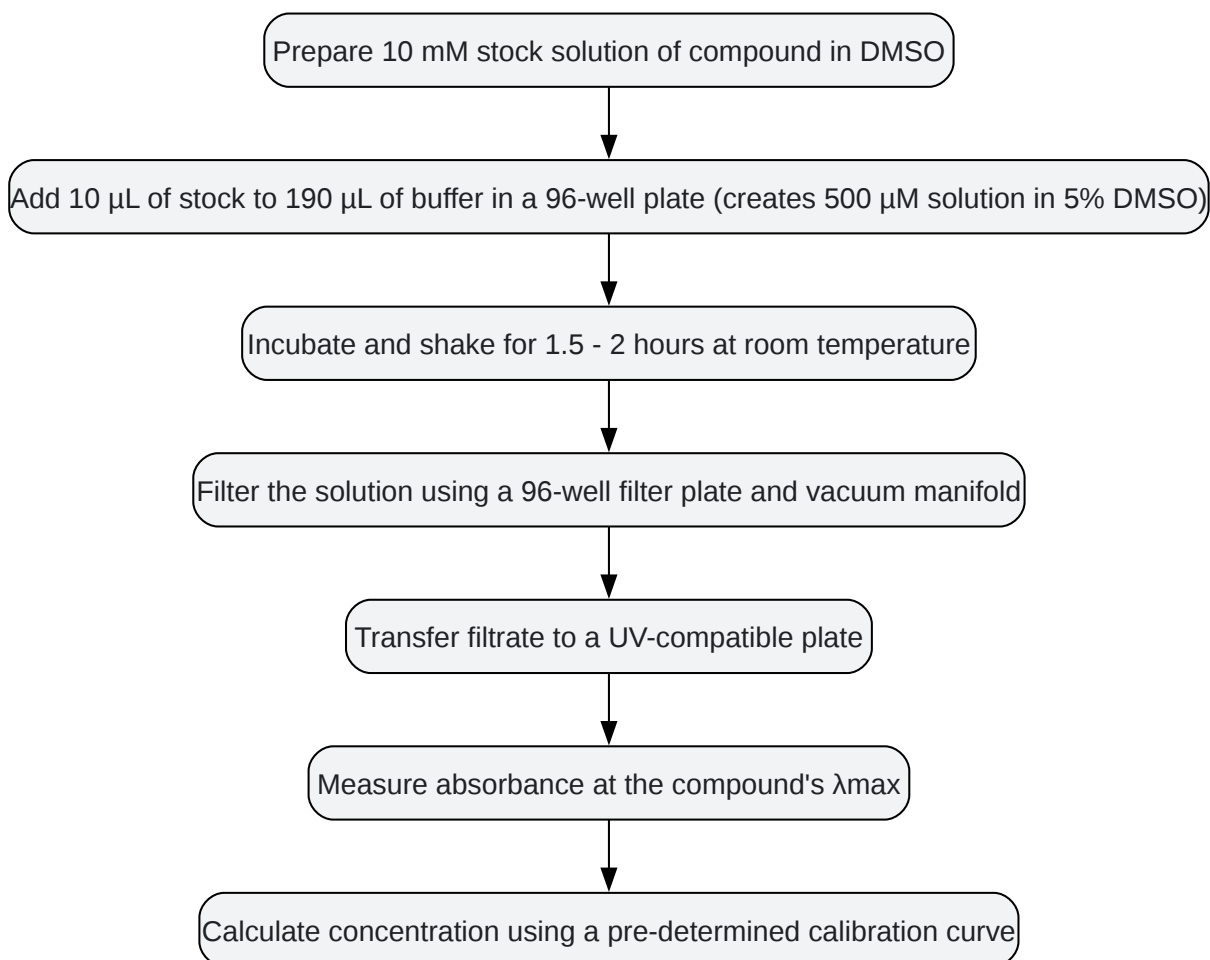 Prepare 10 mM stock solution of compound in DMSO
Add 10 µL of stock to 190 µL of buffer in a 96-well plate (creates 500 µM solution in 5% DMSO)
Incubate and shake for 1.5 - 2 hours at room temperature
Filter the solution using a 96-well filter plate and vacuum manifold
Transfer filtrate to a UV-compatible plate
Measure absorbance at the compound's λmax
Calculate concentration using a pre-determined calibration curve